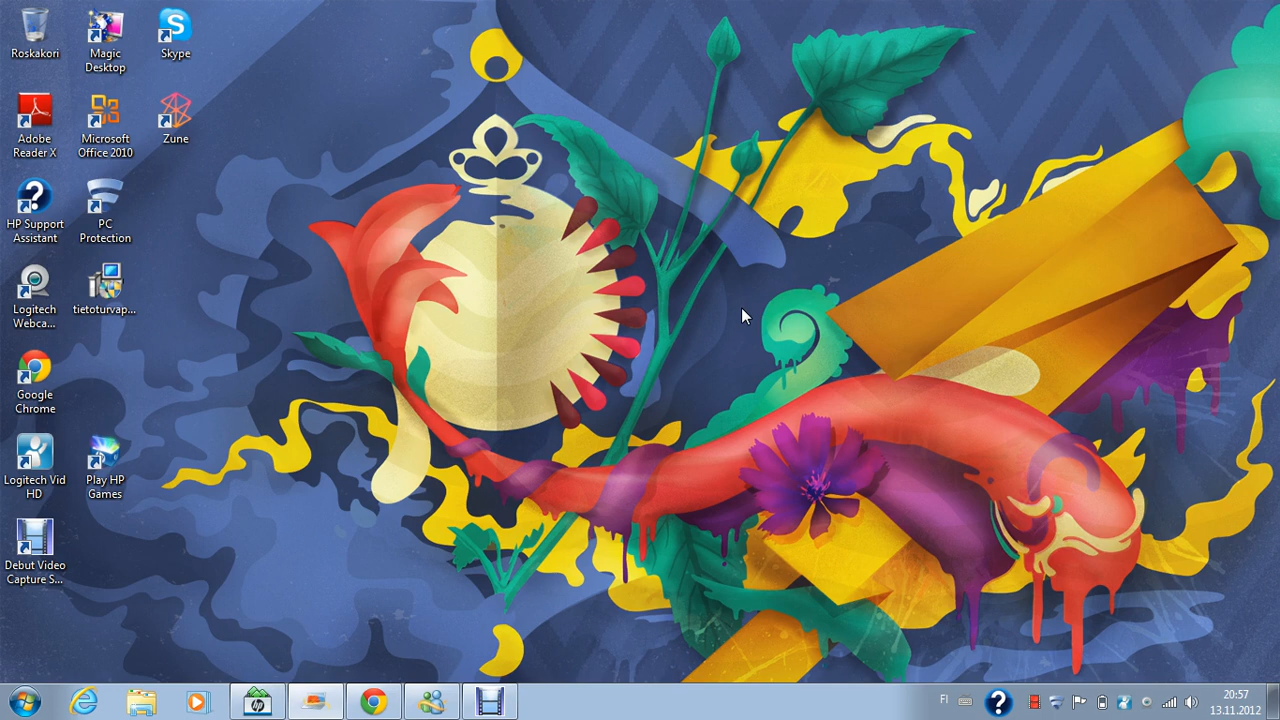 Roskakori
Magic
Desktop
Skype
Adobe
Reader X
Microsoft
Office 2010
Zune
HP Support
Assistant
PC
Protection
Logitech
Webca...
tietoturvap...
Google
Chrome
Logitech Vid
HD
Play HP
Games
Debut Video
Capture S...
FI
20:57
13.11.2012